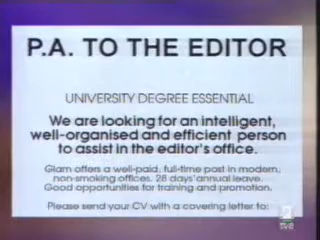 P.A. TO THE EDITOR
UNIVERSITY DEGREE ESSENTIAL
We are looking for an intelligent,
well-organised and efficient person
to assist in the editor's office.
Glam offers a well-paid, full-time post in modern,
non-smoking offices. 28 days' annual leave.
Good opportunities for training and promotion.
Please send your CV with a covering letter to: